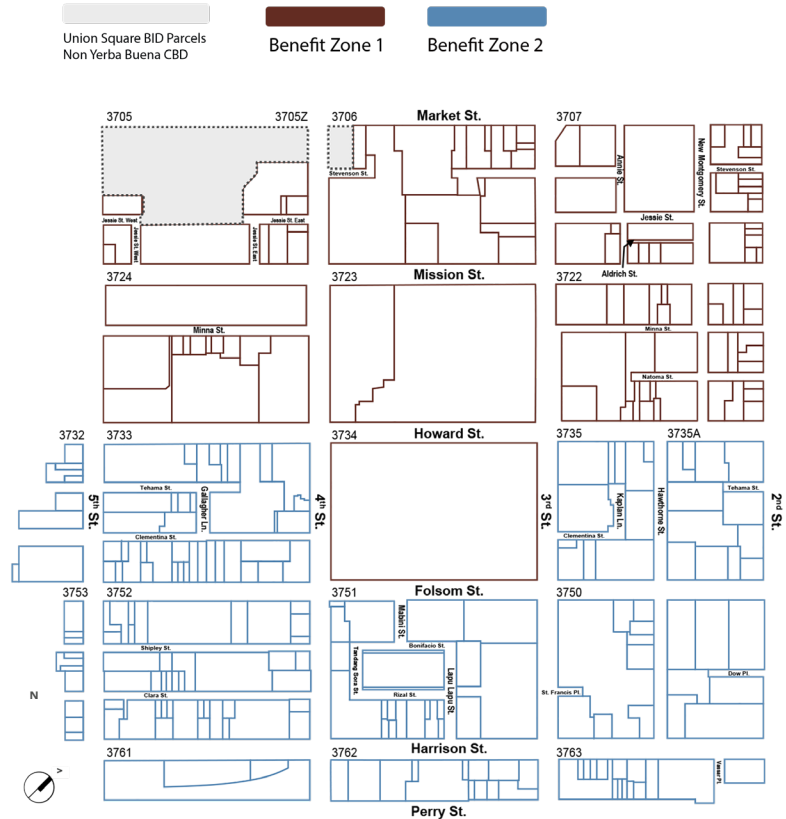 Union Square BID Parcels
Non Yerba Buena CBD
Benefit Zone 1
Benefit Zone 2
3705
3705Z
3706
Market St.
3707
Stevenson St.
Annie St.
New Montgomery St.
Stevenson St.
Jessie St. West
Jessie St. West
Jessie St. East
Jessie St. East
Jessie St.
Aldrich St.
3724
3723
Mission St.
3722
Minna St.
Minna St.
Natoma St.
3732
3733
3734
Howard St.
3735
3735A
5th St.
Tehama St.
Gallagher Ln.
4th St.
3rd St.
Kaplan Ln.
Hawthorne St.
Tehama St.
2nd St.
Clementina St.
Clementina St.
3753
3752
3751
Folsom St.
3750
Mabini St.
Shipley St.
Bonifacio St.
Tandang Sora St.
Lapu Lapu St.
Dow Pl.
N
Clara St.
Rizal St.
St. Francis Pl.
3761
3762
Harrison St.
3763
Vassar Pl.
Perry St.